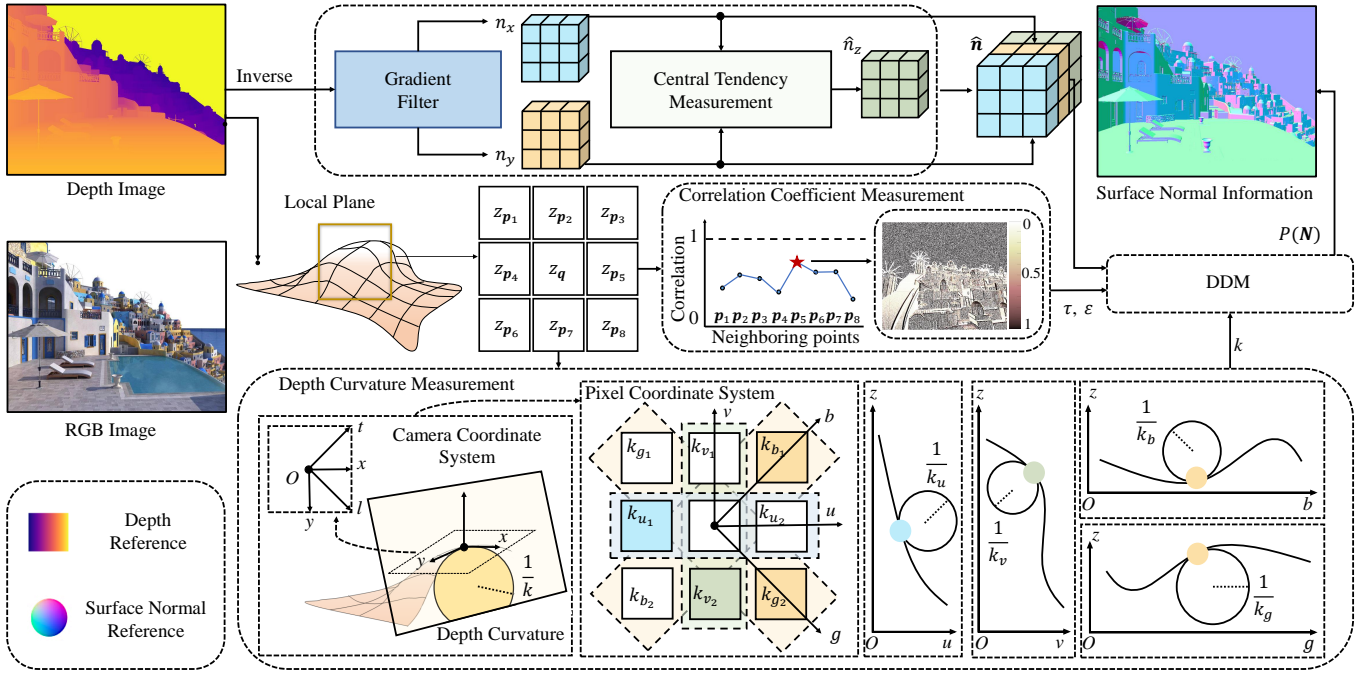 Depth Image
Inverse
Gradient
Filter
n_x
n_y
Central Tendency
Measurement
n̂_z
n̂
Surface Normal Information
RGB Image
Local Plane
z_p₁ z_p₂ z_p₃
z_p₄ z_q z_p₅
z_p₆ z_p₇ z_p₈
Correlation Coefficient Measurement
Correlation
1
0
p₁ p₂ p₃ p₄ p₅ p₆ p₇ p₈
Neighboring points
0
0.5
1
τ, ε
P(N)
DDM
k
Depth
Reference
Surface Normal
Reference
Depth Curvature Measurement
O
t
x
l
y
Camera Coordinate
System
x
y
1/k
Depth Curvature
Pixel Coordinate System
v
b
u
g
k_g₁ k_v₁ k_b₁
k_u₁ k_u₂
k_b₂ k_v₂ k_g₂
z
1/k_u
O
u
z
1/k_v
O
v
z
1/k_b
O
b
z
1/k_g
O
g